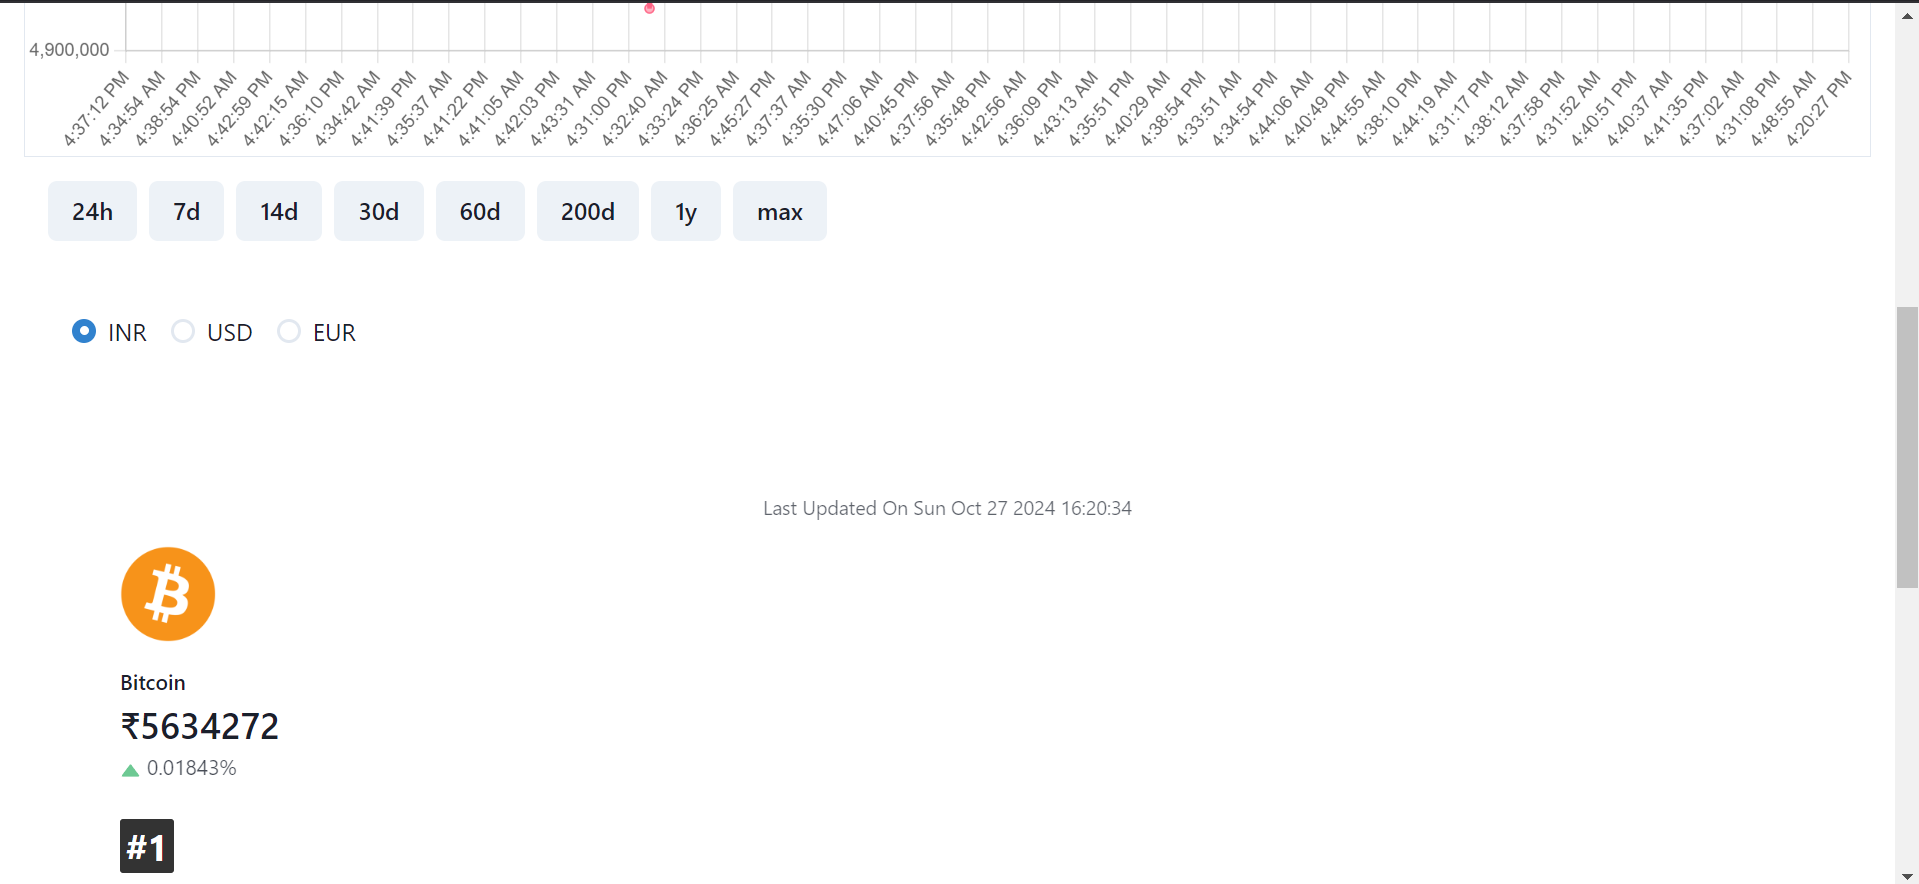 4,900,000
4:37:12 PM
4:34:54 AM
4:38:54 PM
4:40:52 AM
4:42:59 PM
4:42:15 AM
4:36:10 PM
4:34:42 AM
4:41:39 PM
4:35:37 AM
4:41:22 PM
4:41:05 AM
4:42:03 PM
4:43:31 AM
4:31:00 PM
4:32:40 AM
4:33:24 PM
4:36:25 AM
4:45:27 PM
4:37:37 AM
4:35:30 PM
4:47:06 AM
4:40:45 PM
4:37:56 AM
4:35:48 PM
4:42:56 AM
4:36:09 PM
4:43:13 AM
4:35:51 PM
4:40:29 AM
4:38:54 PM
4:33:51 AM
4:34:54 PM
4:44:06 AM
4:40:49 PM
4:44:55 AM
4:38:10 PM
4:44:19 AM
4:31:17 PM
4:38:12 AM
4:37:58 PM
4:31:52 AM
4:40:51 PM
4:40:37 AM
4:41:35 PM
4:37:02 AM
4:31:08 PM
4:48:55 AM
4:20:27 PM
24h 7d 14d 30d 60d 200d 1y max
INR USD EUR
Last Updated On Sun Oct 27 2024 16:20:34
Bitcoin
₹5634272
0.01843%
#1